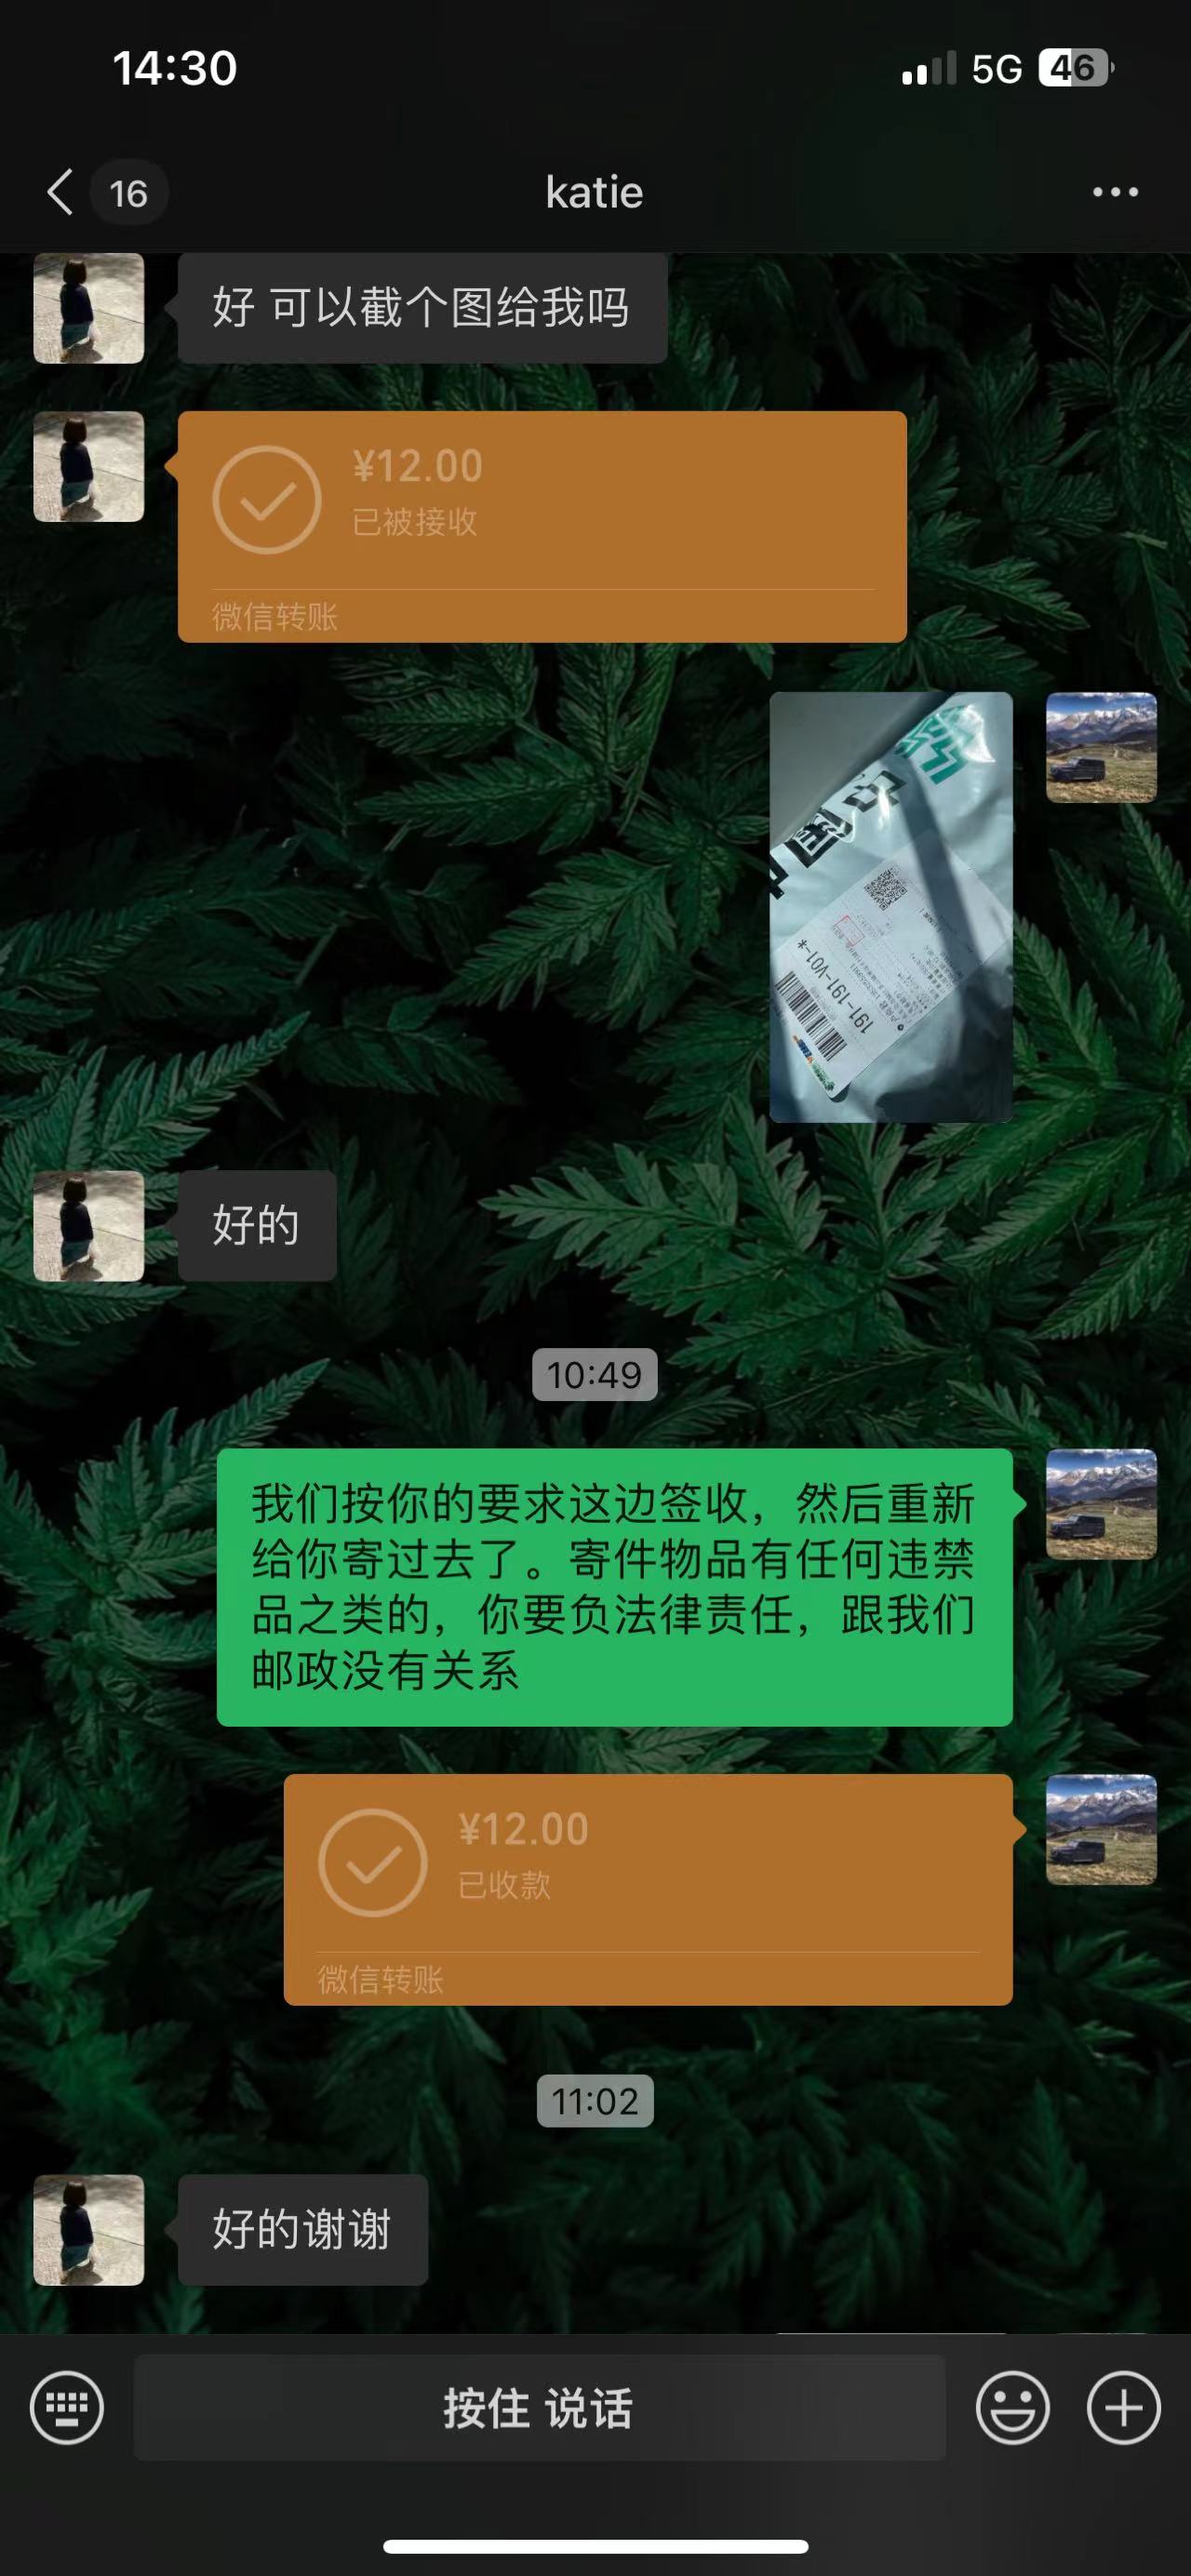 14:30
5G 46
16
katie
好 可以截个图给我吗
¥12.00
已被接收
微信转账
中国邮
191-191-V01-*
好的
10:49
我们按你的要求这边签收，然后重新
给你寄过去了。寄件物品有任何违禁
品之类的，你要负法律责任，跟我们
邮政没有关系
¥12.00
已收款
微信转账
11:02
好的谢谢
按住 说话